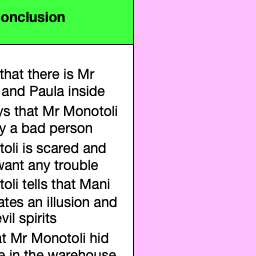 onclusion
that there is Mr
and Paula inside
ys that Mr Monotoli
y a bad person
toli is scared and
want any trouble
toli tells that Mani
ates an illusion and
evil spirits
at Mr Monotoli hid
e in the warehouse